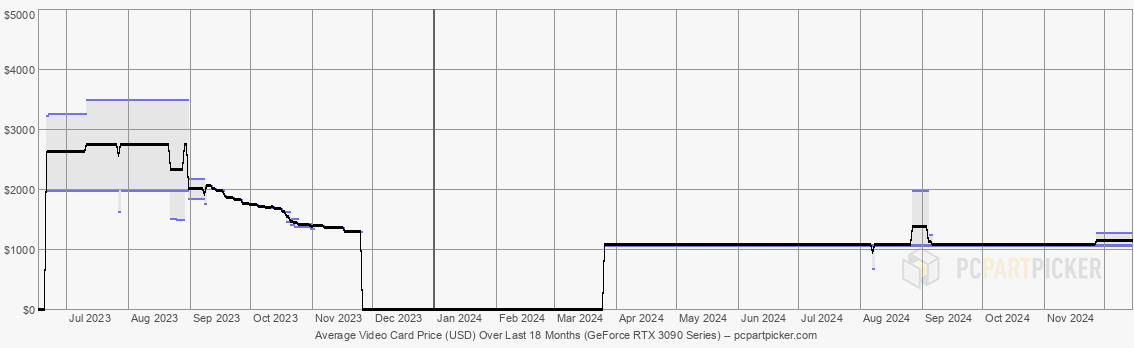 $5000
$4000
$3000
$2000
$1000
$0
Jul 2023 Aug 2023 Sep 2023 Oct 2023 Nov 2023 Dec 2023 Jan 2024 Feb 2024 Mar 2024 Apr 2024 May 2024 Jun 2024 Jul 2024 Aug 2024 Sep 2024 Oct 2024 Nov 2024
PCPARTPICKER
Average Video Card Price (USD) Over Last 18 Months (GeForce RTX 3090 Series) -- pcpartpicker.com